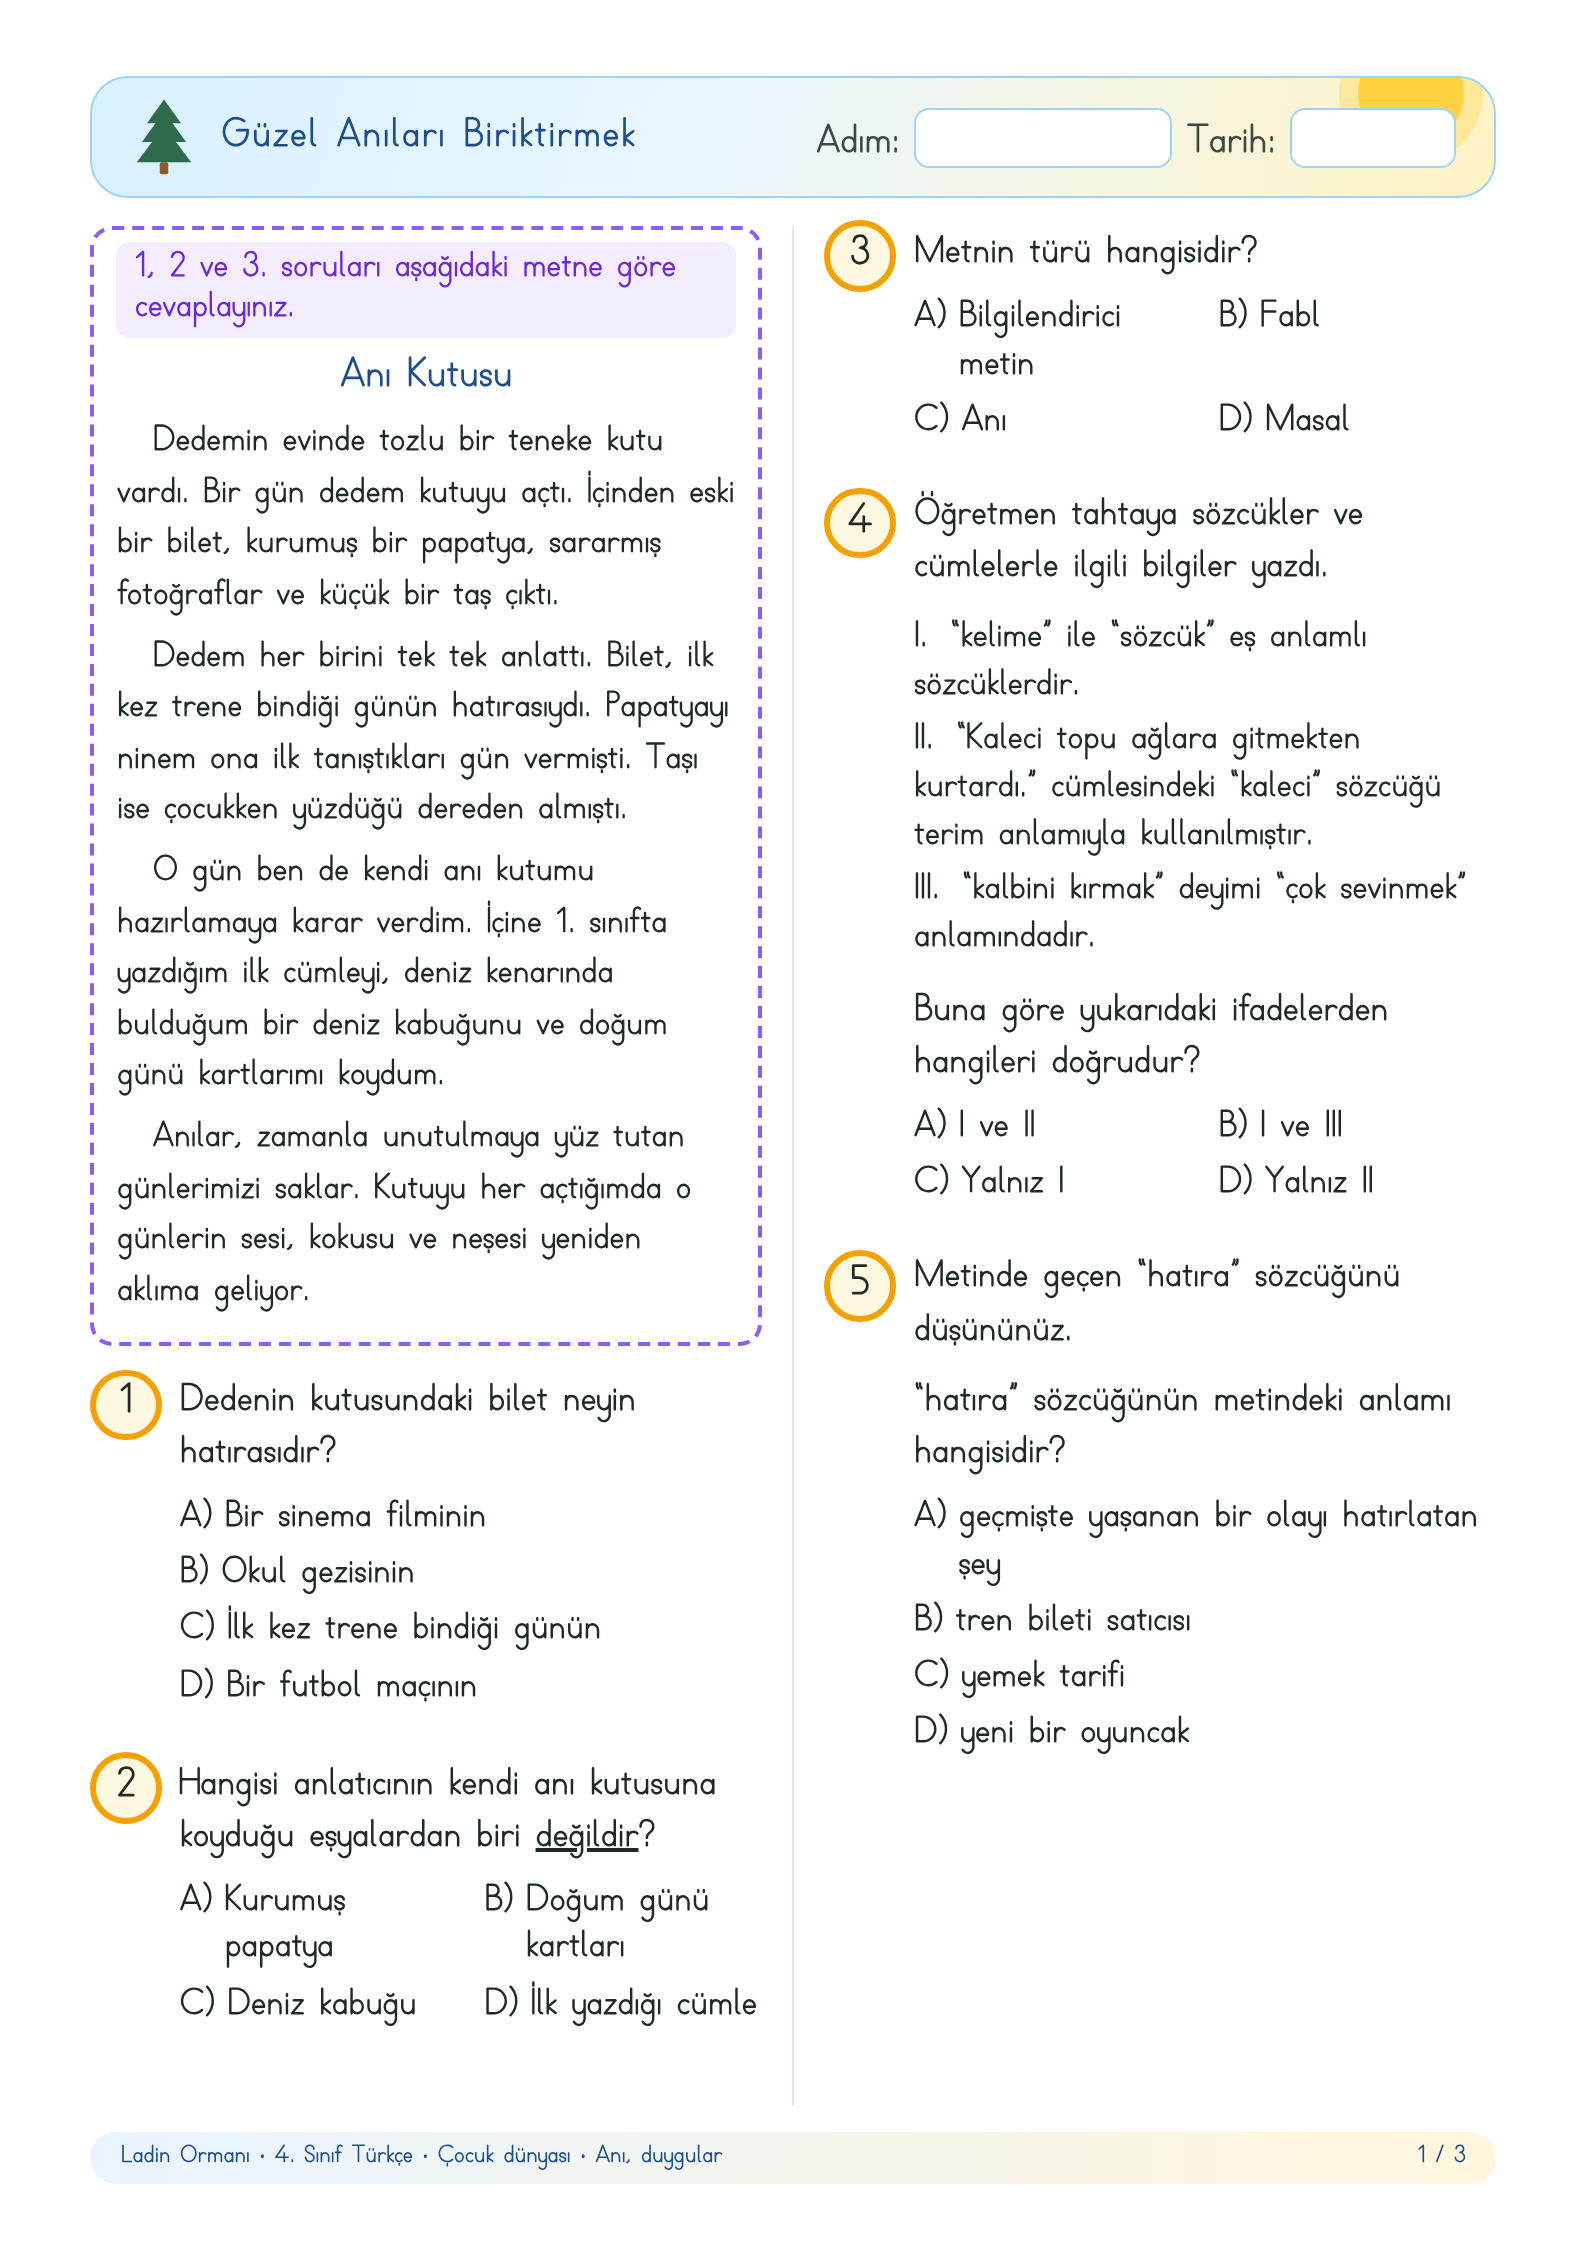 Güzel Anıları Biriktirmek
Adım:
Tarih:
1, 2 ve 3. soruları aşağıdaki metne göre
cevaplayınız.
Anı Kutusu
Dedemin evinde tozlu bir teneke kutu
vardı. Bir gün dedem kutuyu açtı. İçinden eski
bir bilet, kurumuş bir papatya, sararmış
fotoğraflar ve küçük bir taş çıktı.
Dedem her birini tek tek anlattı. Bilet, ilk
kez trene bindiği günün hatırasıydı. Papatyayı
ninem ona ilk tanıştıkları gün vermişti. Taşı
ise çocukken yüzdüğü dereden almıştı.
O gün ben de kendi anı kutumu
hazırlamaya karar verdim. İçine 1. sınıfta
yazdığım ilk cümleyi, deniz kenarında
bulduğum bir deniz kabuğunu ve doğum
günü kartlarımı koydum.
Anılar, zamanla unutulmaya yüz tutan
günlerimizi saklar. Kutuyu her açtığımda o
günlerin sesi, kokusu ve neşesi yeniden
aklıma geliyor.
1
Dedenin kutusundaki bilet neyin
hatırasıdır?
A) Bir sinema filminin
B) Okul gezisinin
C) İlk kez trene bindiği günün
D) Bir futbol maçının
2
Hangisi anlatıcının kendi anı kutusuna
koyduğu eşyalardan biri değildir?
A) Kurumuş
papatya
B) Doğum günü
kartları
C) Deniz kabuğu
D) İlk yazdığı cümle
3
Metnin türü hangisidir?
A) Bilgilendirici
metin
B) Fabl
C) Anı
D) Masal
4
Öğretmen tahtaya sözcükler ve
cümlelerle ilgili bilgiler yazdı.
I. “kelime” ile “sözcük” eş anlamlı
sözcüklerdir.
II. “Kaleci topu ağlara gitmekten
kurtardı.” cümlesindeki “kaleci” sözcüğü
terim anlamıyla kullanılmıştır.
III. “kalbini kırmak” deyimi “çok sevinmek”
anlamındadır.
Buna göre yukarıdaki ifadelerden
hangileri doğrudur?
A) I ve II
B) I ve III
C) Yalnız I
D) Yalnız II
5
Metinde geçen “hatıra” sözcüğünü
düşününüz.
“hatıra” sözcüğünün metindeki anlamı
hangisidir?
A) geçmişte yaşanan bir olayı hatırlatan
şey
B) tren bileti satıcısı
C) yemek tarifi
D) yeni bir oyuncak
Ladin Ormanı • 4. Sınıf Türkçe • Çocuk dünyası • Anı, duygular
1 / 3